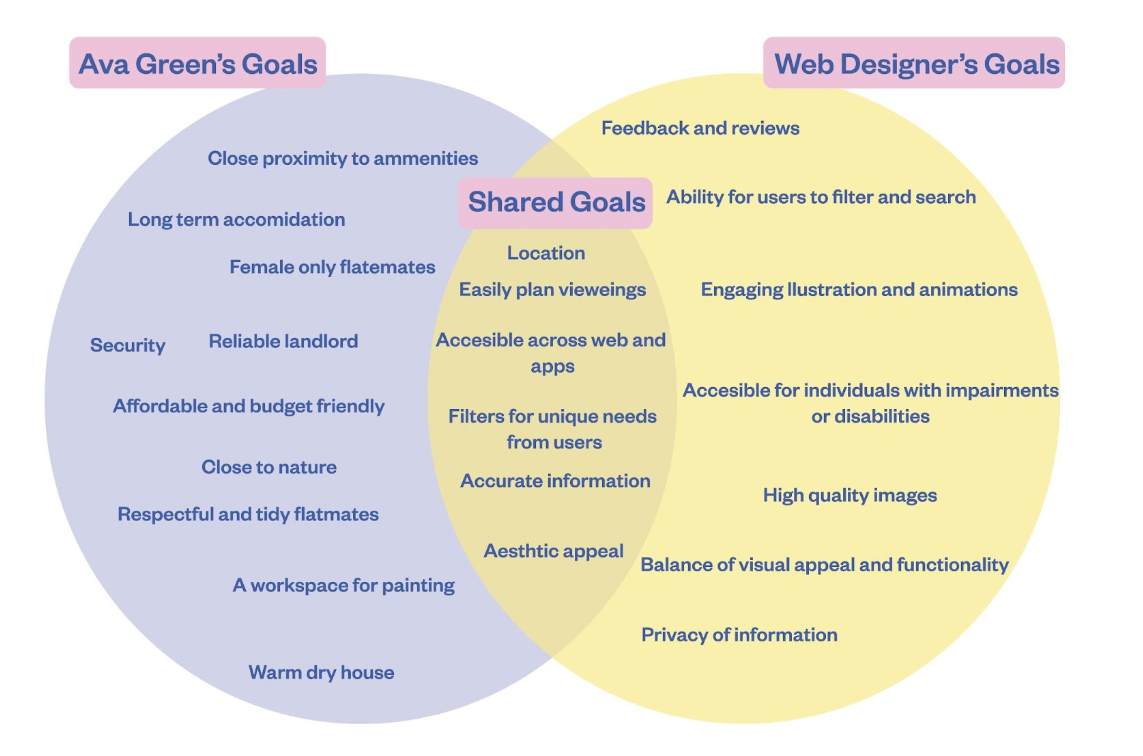 Ava Green's Goals
Web Designer's Goals
Shared Goals
Close proximity to ammenities
Long term accomidation
Female only flatemates
Security
Reliable landlord
Affordable and budget friendly
Close to nature
Respectful and tidy flatmates
A workspace for painting
Warm dry house
Location
Easily plan vieweings
Accesible across web and
apps
Filters for unique needs
from users
Accurate information
Aesthtic appeal
Feedback and reviews
Ability for users to filter and search
Engaging llustration and animations
Accesible for individuals with impairments
or disabilities
High quality images
Balance of visual appeal and functionality
Privacy of information